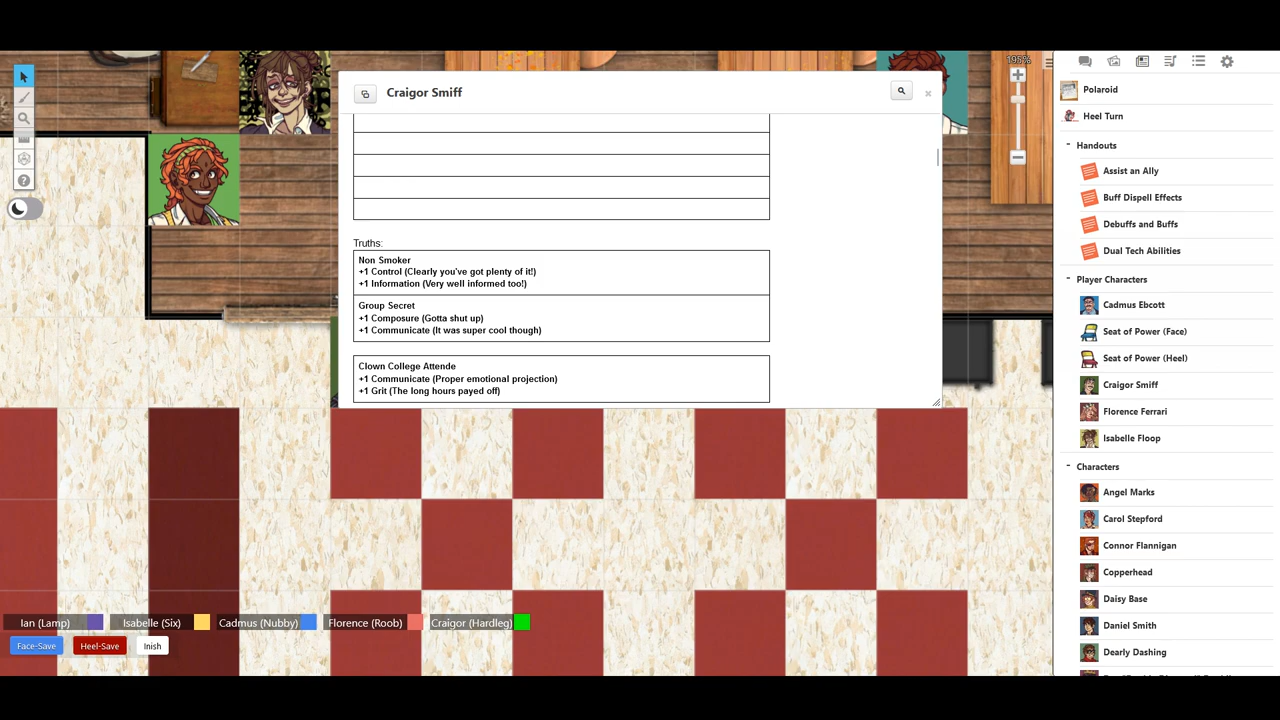 195%
Craigor Smiff
Truths:
Non Smoker
+1 Control (Clearly you've got plenty of it!)
+1 Information (Very well informed too!)
Group Secret
+1 Composure (Gotta shut up)
+1 Communicate (It was super cool though)
Clown College Attende
+1 Communicate (Proper emotional projection)
+1 Grit (The long hours payed off)
Ian (Lamp)
Isabelle (Six)
Cadmus (Nubby)
Florence (Roob)
Craigor (Hardleg)
Face-Save
Heel-Save
Inish
Polaroid
Heel Turn
Handouts
Assist an Ally
Buff Dispell Effects
Debuffs and Buffs
Dual Tech Abilities
Player Characters
Cadmus Ebcott
Seat of Power (Face)
Seat of Power (Heel)
Craigor Smiff
Florence Ferrari
Isabelle Floop
Characters
Angel Marks
Carol Stepford
Connor Flannigan
Copperhead
Daisy Base
Daniel Smith
Dearly Dashing